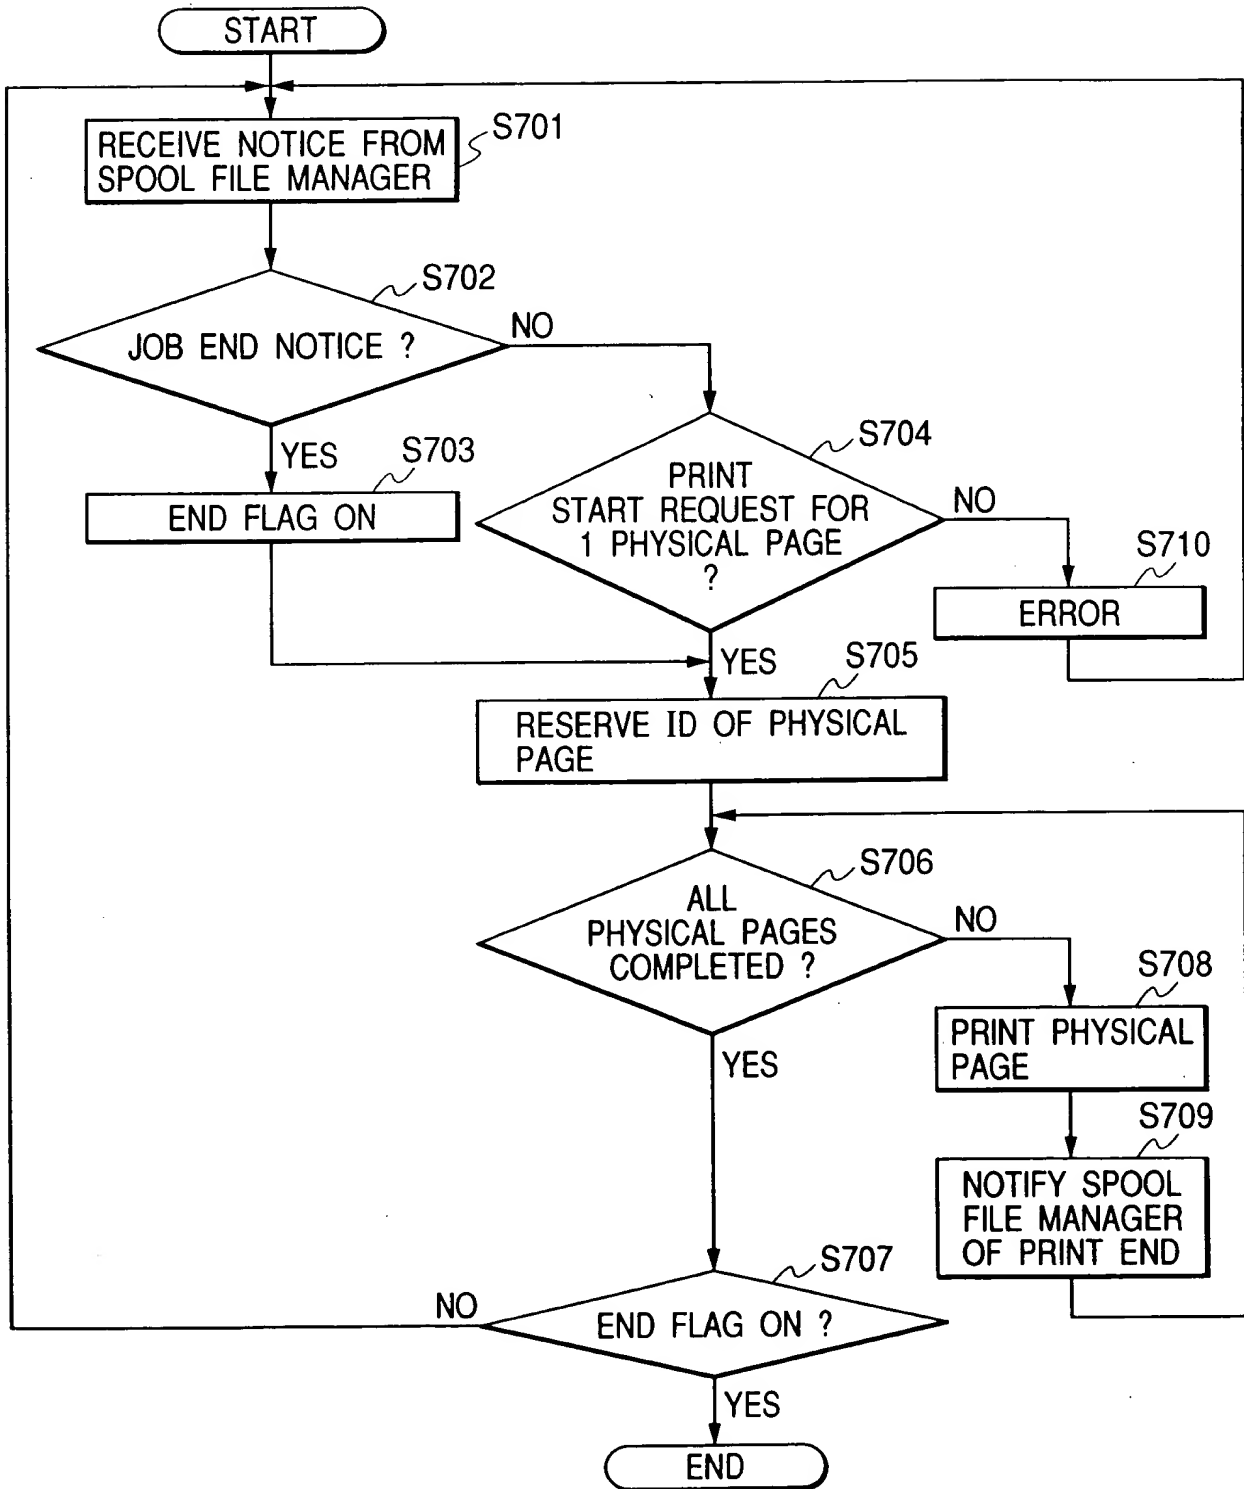 START
RECEIVE NOTICE FROM
SPOOL FILE MANAGER
S701
JOB END NOTICE ?
S702
NO
YES
S703
END FLAG ON
S704
PRINT
START REQUEST FOR
1 PHYSICAL PAGE
?
NO
S710
ERROR
YES
S705
RESERVE ID OF PHYSICAL
PAGE
S706
ALL
PHYSICAL PAGES
COMPLETED ?
NO
S708
PRINT PHYSICAL
PAGE
YES
S709
NOTIFY SPOOL
FILE MANAGER
OF PRINT END
S707
NO
END FLAG ON ?
YES
END